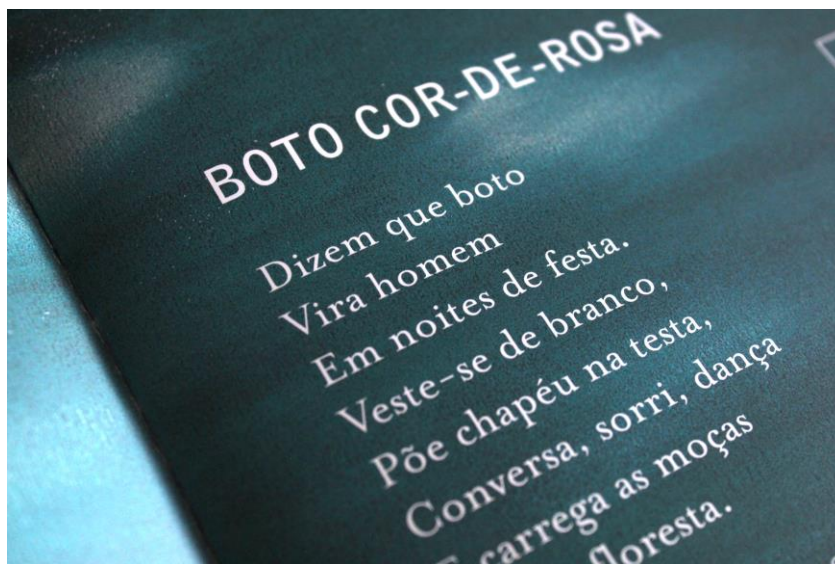 BOTO COR-DE-ROSA
Dizem que boto
Vira homem
Em noites de festa.
Veste-se de branco,
Põe chapéu na testa,
Conversa, sorri, dança
E carrega as moças
floresta.